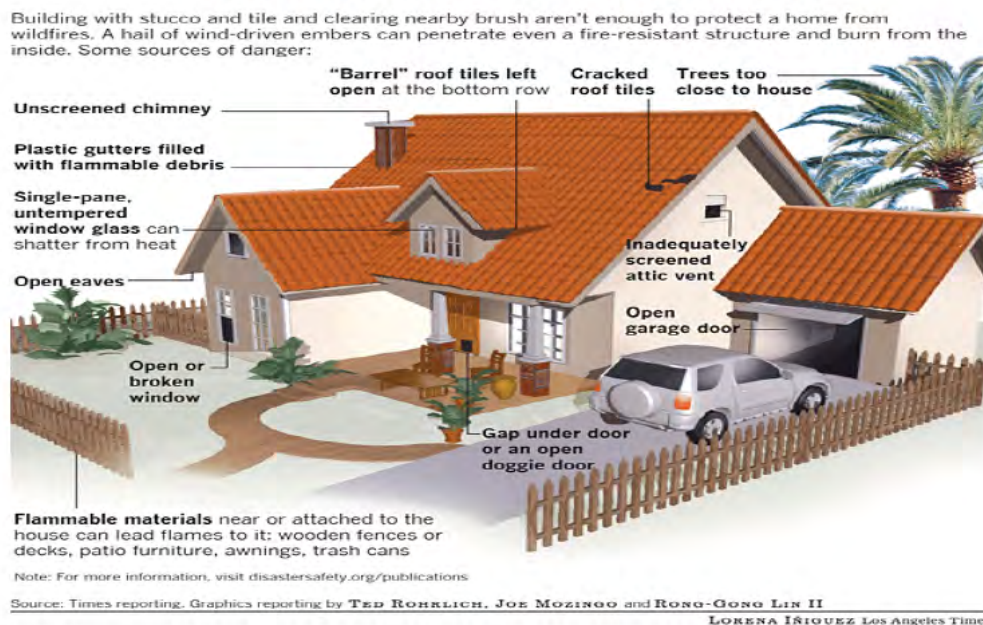 Building with stucco and tile and clearing nearby brush aren't enough to protect a home from
wildfires. A hail of wind-driven embers can penetrate even a fire-resistant structure and burn from the
inside. Some sources of danger:
"Barrel" roof tiles left
open at the bottom row
Cracked
roof tiles
Trees too
close to house
Unscreened chimney
Plastic gutters filled
with flammable debris
Single-pane,
untempered
window glass can
shatter from heat
Inadequately
screened
attic vent
Open eaves
Open
garage door
Open or
broken
window
Gap under door
or an open
doggie door
Flammable materials near or attached to the
house can lead flames to it: wooden fences or
decks, patio furniture, awnings, trash cans
Note: For more information, visit disastersafety.org/publications
Source: Times reporting. Graphics reporting by TED ROHRLICH, JOE MOZINGO and RONG-GONG LIN II
LORENA IÑIGUEZ Los Angeles Time